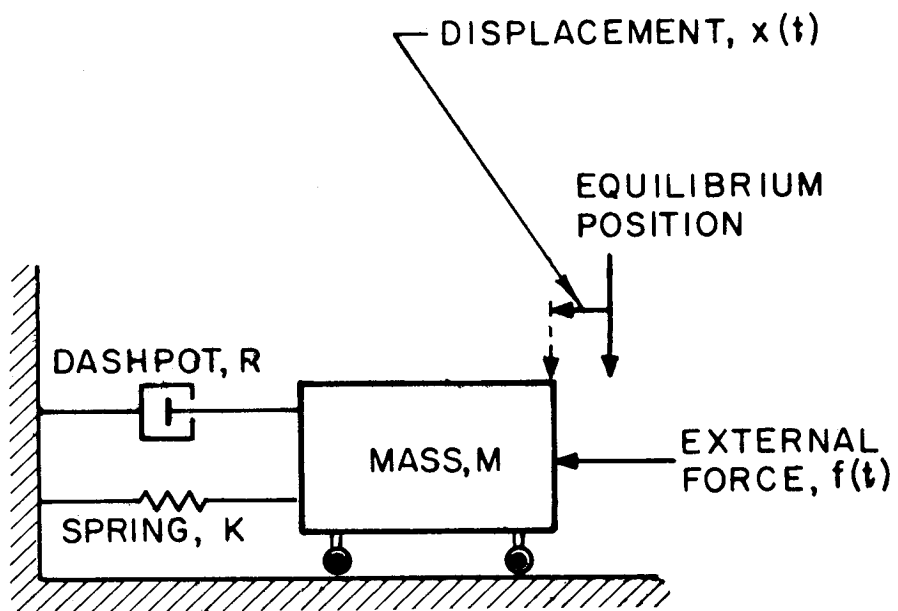 DISPLACEMENT, x(t)
EQUILIBRIUM
POSITION
DASHPOT, R
MASS, M
EXTERNAL
FORCE, f(t)
SPRING, K